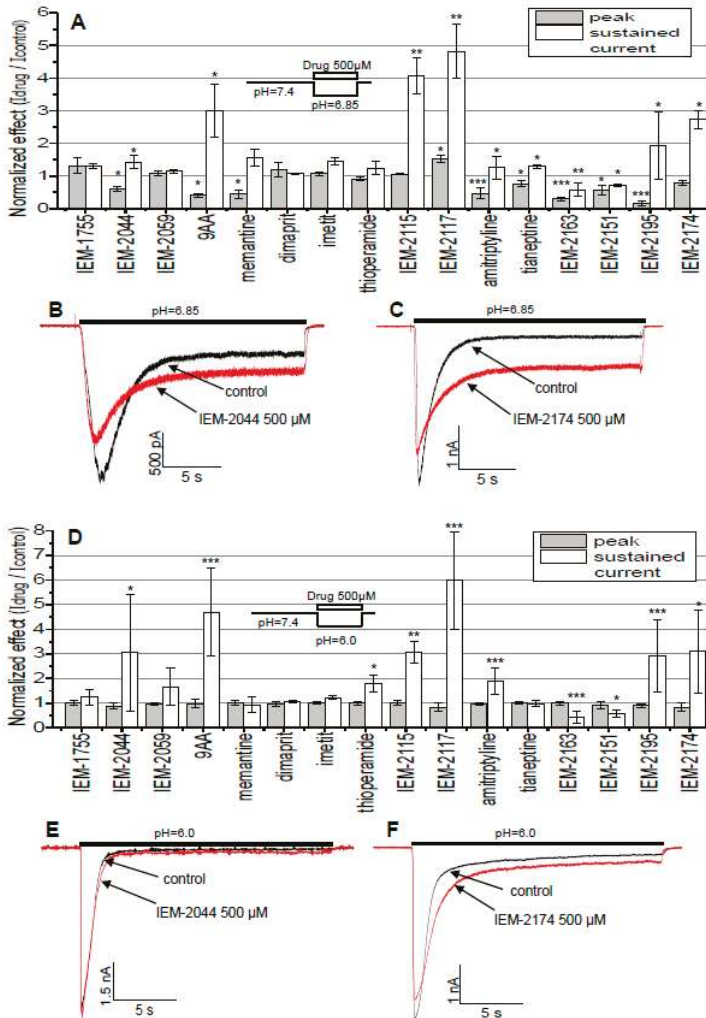 A
peak
sustained
current
Normalized effect (Idrug / Icontrol)
6
5
4
3
2
1
0
Drug 500µM
pH=7.4
pH=6.85
* * * * * ** * ** *** * * * *** ** * * *** * *
IEM-1755
IEM-2044
IEM-2059
9AA
memantine
dimaprit
imetit
thioperamide
IEM-2115
IEM-2117
amitriptyline
tianeptine
IEM-2163
IEM-2151
IEM-2195
IEM-2174
B
pH=6.85
control
IEM-2044 500 µM
500 pA
5 s
C
pH=6.85
control
IEM-2174 500 µM
1 nA
5 s
D
peak
sustained
current
Normalized effect (Idrug / Icontrol)
8
7
6
5
4
3
2
1
0
Drug 500µM
pH=7.4
pH=6.0
* *** * ** *** *** *** * *** *
IEM-1755
IEM-2044
IEM-2059
9AA
memantine
dimaprit
imetit
thioperamide
IEM-2115
IEM-2117
amitriptyline
tianeptine
IEM-2163
IEM-2151
IEM-2195
IEM-2174
E
pH=6.0
control
IEM-2044 500 µM
1.5 nA
5 s
F
pH=6.0
control
IEM-2174 500 µM
1 nA
5 s